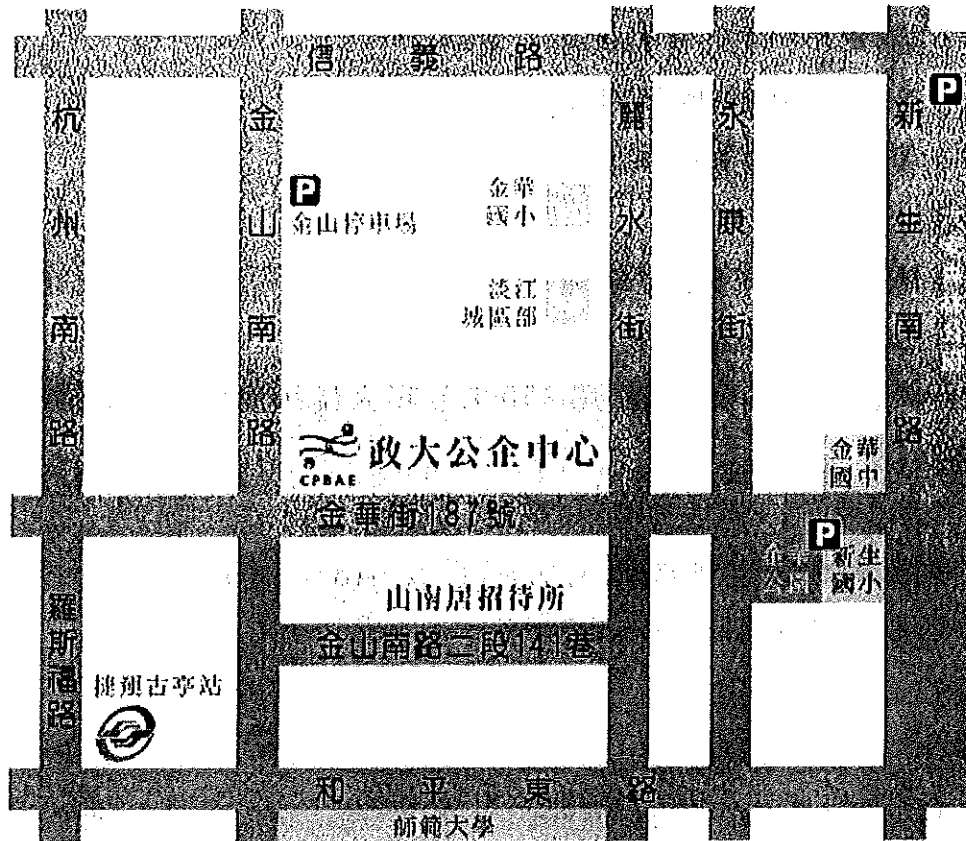 信義路
杭州南路
金山南路
麗水街
永康街
新生南路
P
P
金山停車場
金華
國小
淡江
城區部
CPBAE
政大公企中心
金華街187號
金華
國中
P
公園
新生
國小
山南居招待所
金山南路二段141巷
羅斯福路
捷運古亭站
和平東路
師範大學